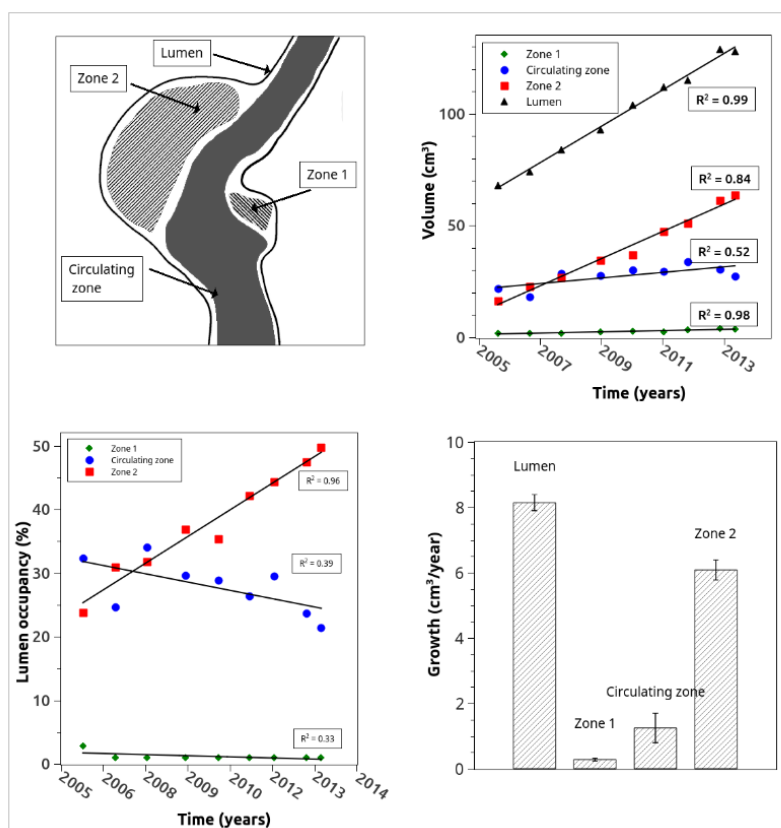 Lumen
Zone 2
Zone 1
Circulating
zone
Zone 1
Circulating zone
Zone 2
Lumen
R² = 0.99
R² = 0.84
R² = 0.52
R² = 0.98
Volume (cm³)
100
50
0
2005
2007
2009
2011
2013
Time (years)
Zone 1
Circulating zone
Zone 2
R² = 0.96
R² = 0.39
R² = 0.33
Lumen occupancy (%)
50
40
30
20
10
0
2005
2006
2008
2009
2010
2012
2013
2014
Time (years)
Growth (cm³/year)
10
8
6
4
2
0
Lumen
Zone 1
Circulating zone
Zone 2